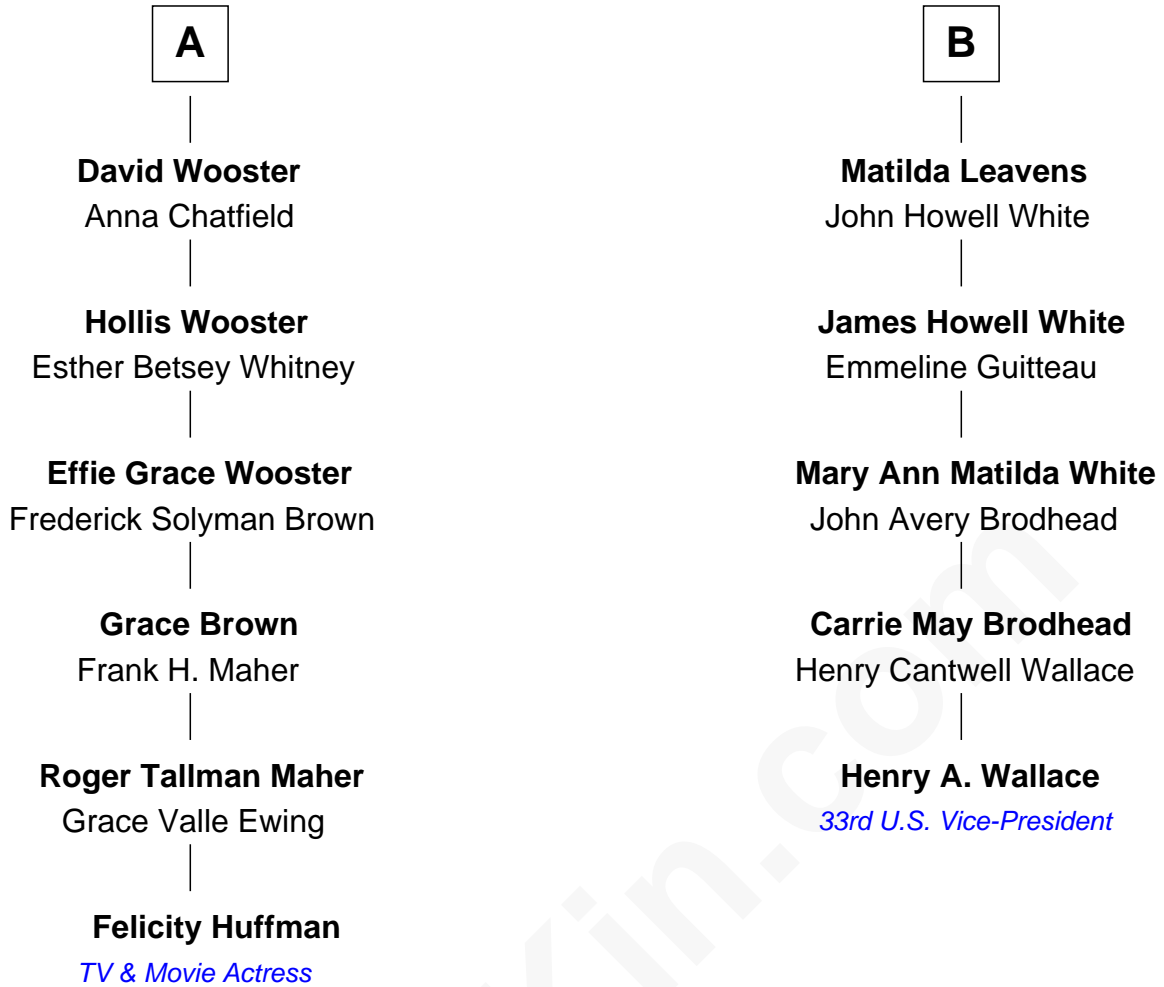 A
David Wooster
Anna Chatfield
Hollis Wooster
Esther Betsey Whitney
Effie Grace Wooster
Frederick Solyman Brown
Grace Brown
Frank H. Maher
Roger Tallman Maher
Grace Valle Ewing
Felicity Huffman
TV & Movie Actress
B
Matilda Leavens
John Howell White
James Howell White
Emmeline Guitteau
Mary Ann Matilda White
John Avery Brodhead
Carrie May Brodhead
Henry Cantwell Wallace
Henry A. Wallace
33rd U.S. Vice-President
Kin.com